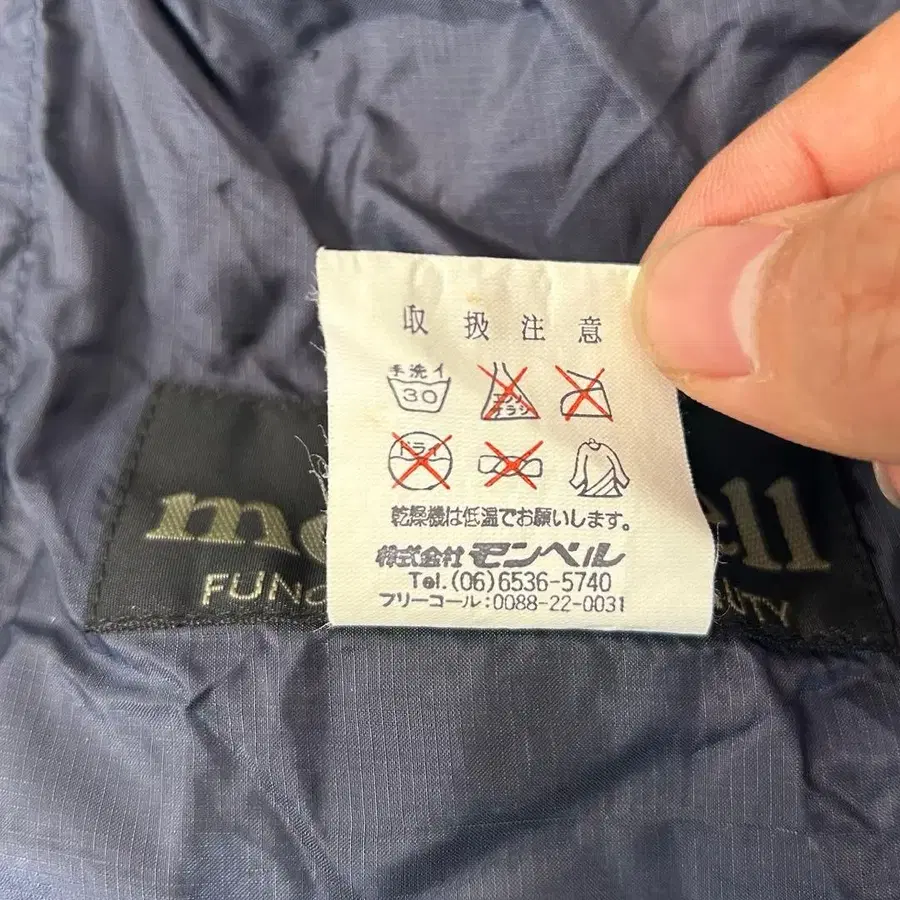 取扱注意
手洗イ
30
エンソ
サラシ
ドライ
乾燥機は低温でお願いします。
株式会社 モンベル
Tel.(06)6536-5740
フリーコール:0088-22-0031